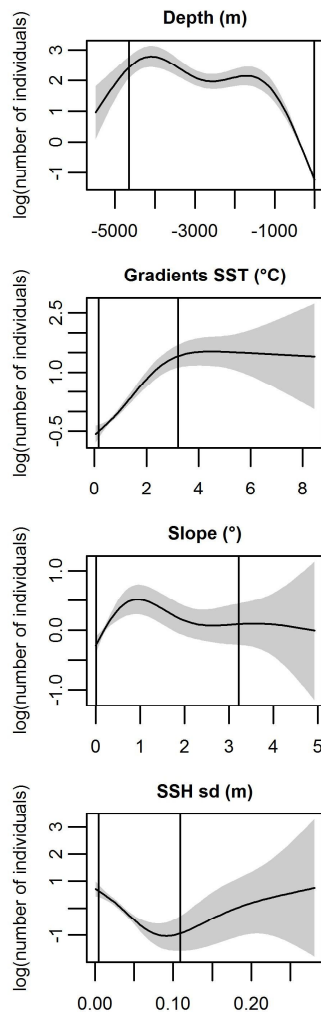 Depth (m)
log(number of individuals)
3
2
1
0
-1
-5000 -3000 -1000
Gradients SST (°C)
log(number of individuals)
2.5
1.0
-0.5
0 2 4 6 8
Slope (°)
log(number of individuals)
1.0
0.0
-1.0
0 1 2 3 4 5
SSH sd (m)
log(number of individuals)
3
2
1
-1
0.00 0.10 0.20